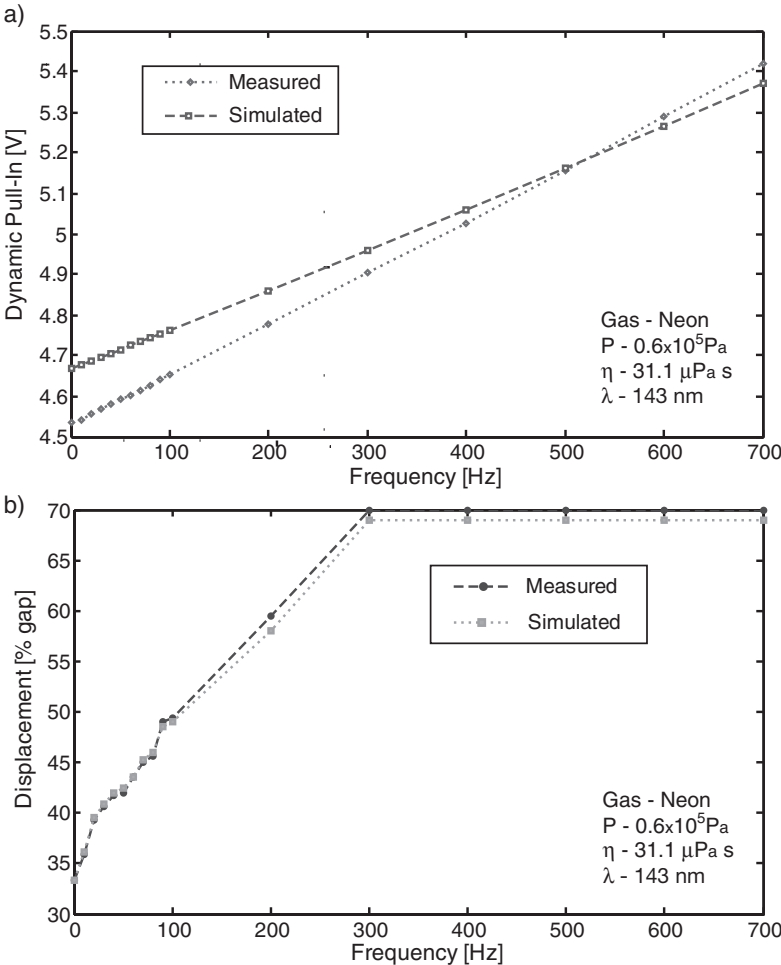 a)
5.5
5.4
5.3
5.2
5.1
5
4.9
4.8
4.7
4.6
4.5
Dynamic Pull-In [V]
Measured
Simulated
Gas - Neon
P - 0.6x10⁵Pa
η - 31.1 μPa s
λ - 143 nm
0 100 200 300 400 500 600 700
Frequency [Hz]
b)
70
65
60
55
50
45
40
35
30
Displacement [% gap]
Measured
Simulated
Gas - Neon
P - 0.6x10⁵Pa
η - 31.1 μPa s
λ - 143 nm
0 100 200 300 400 500 600 700
Frequency [Hz]